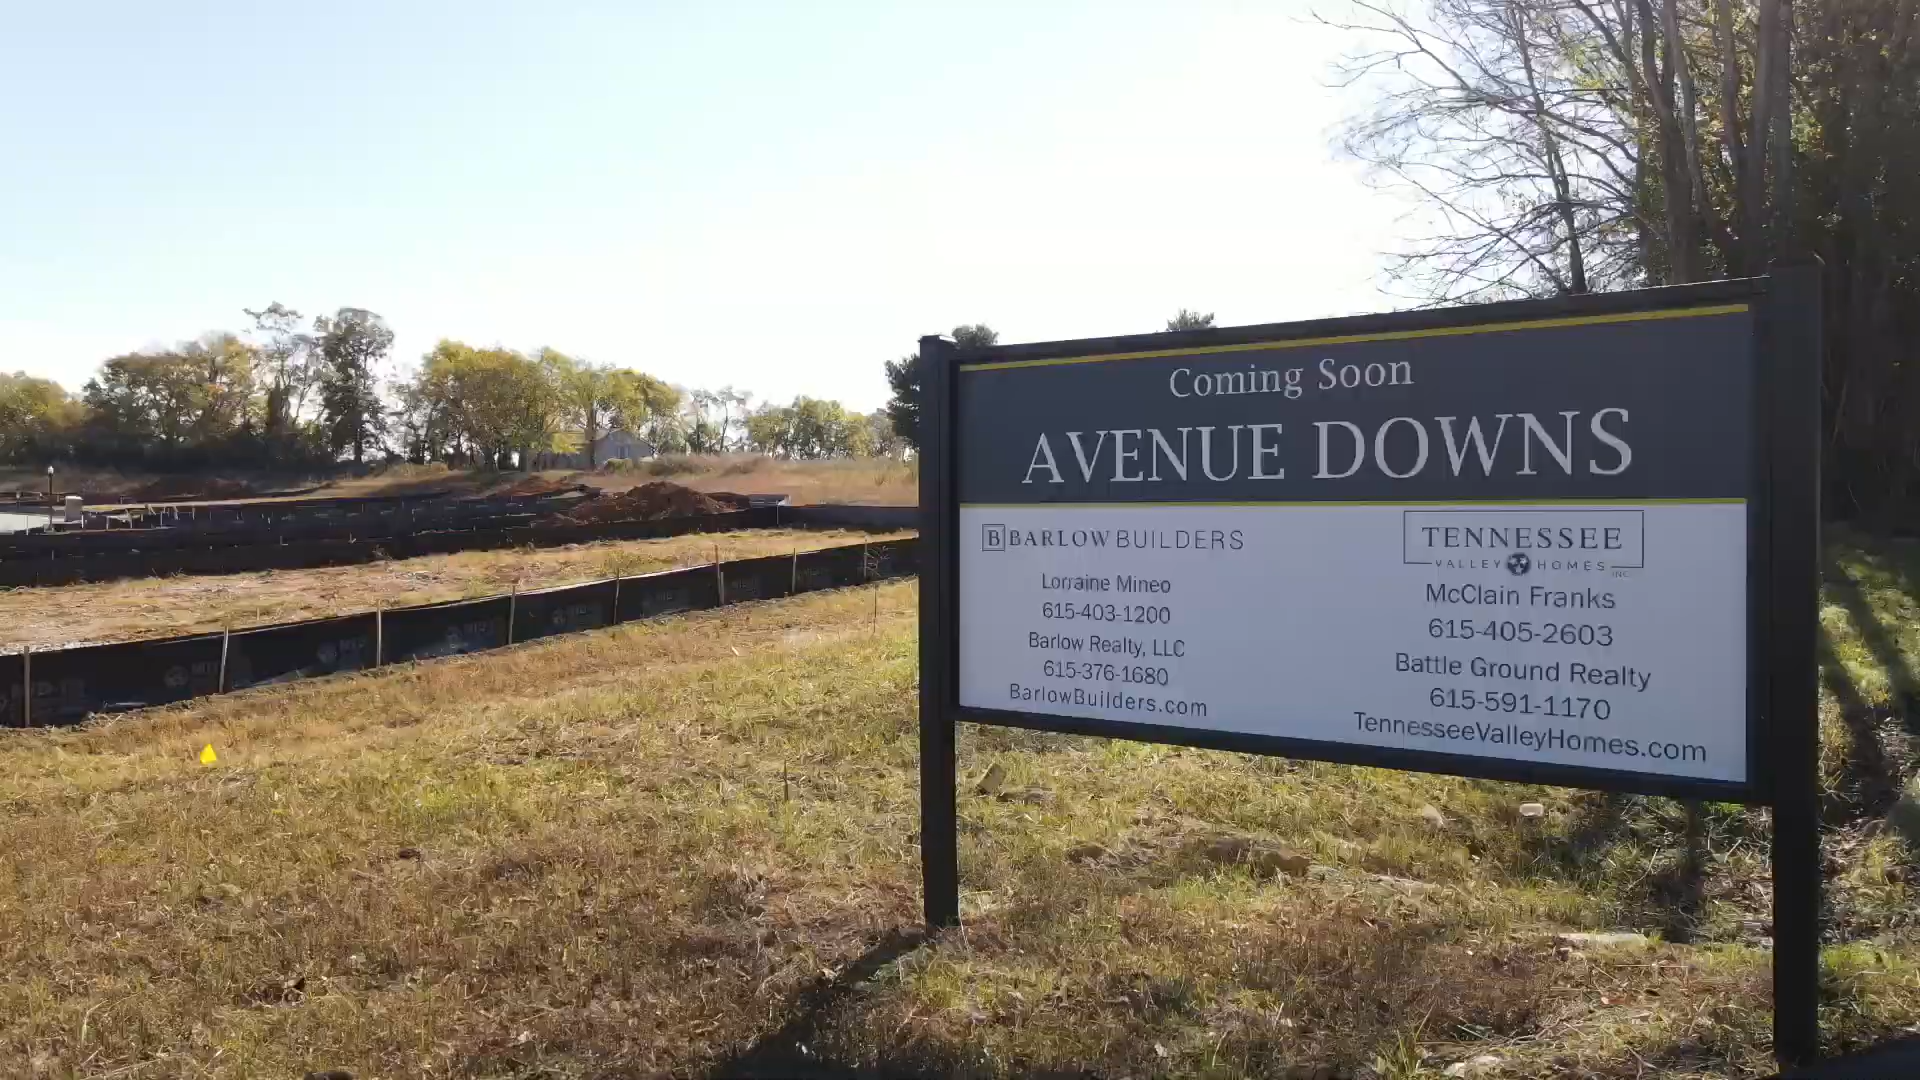 Coming Soon
AVENUE DOWNS
B BARLOW BUILDERS
Lorraine Mineo
615-403-1200
Barlow Realty, LLC
615-376-1680
BarlowBuilders.com
TENNESSEE
VALLEY HOMES INC
McClain Franks
615-405-2603
Battle Ground Realty
615-591-1170
TennesseeValleyHomes.com